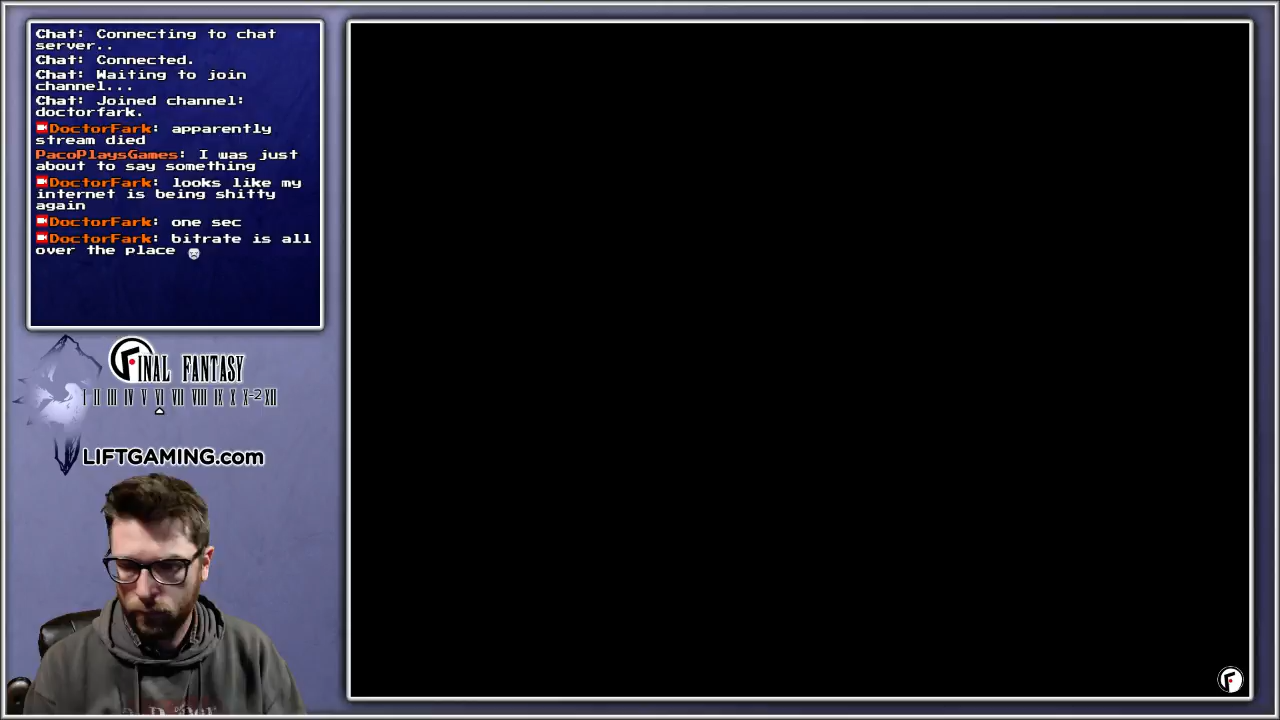 Chat: Connecting to chat
server..
Chat: Connected.
Chat: Waiting to join
channel...
Chat: Joined channel:
doctorfark.
DoctorFark: apparently
stream died
PacoPlaysGames: I was just
about to say something
DoctorFark: looks like my
internet is being shitty
again
DoctorFark: one sec
DoctorFark: bitrate is all
over the place
FINAL FANTASY
I II III IV V VI VII VIII IX X X-2 XII
LIFTGAMING.com
F